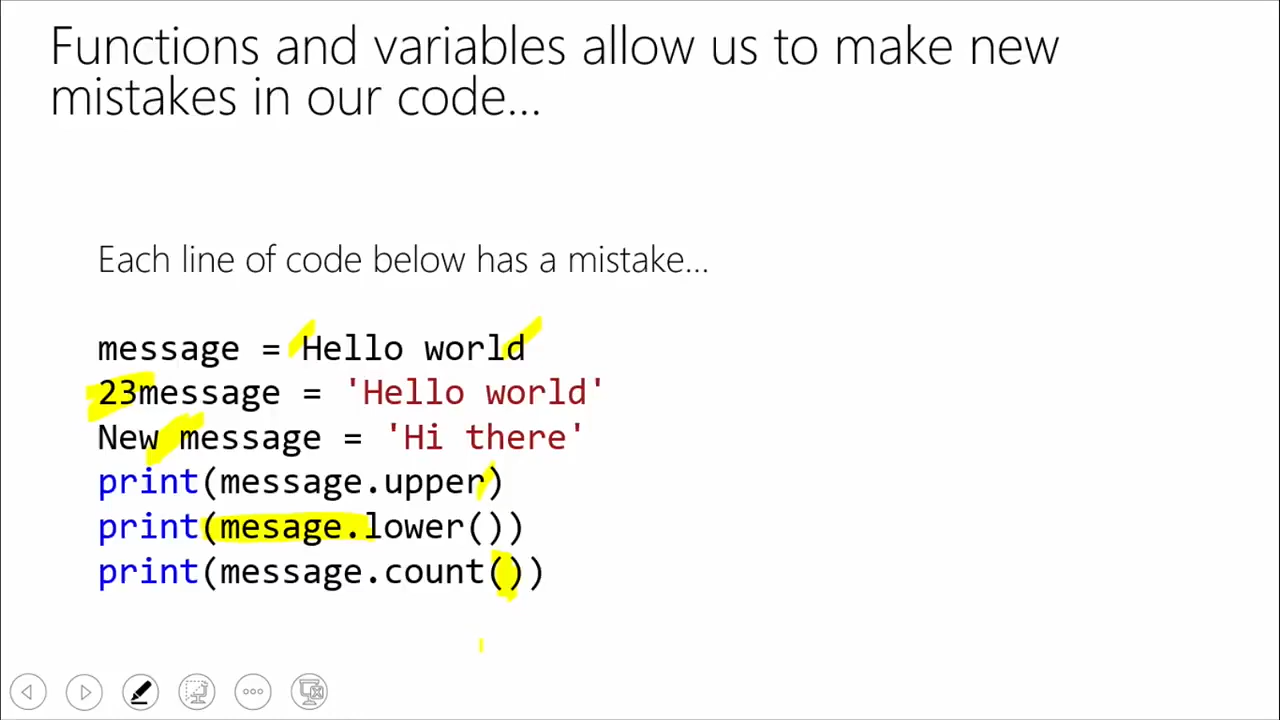 Functions and variables allow us to make new
mistakes in our code...
Each line of code below has a mistake...
message = Hello world
23message = 'Hello world'
New message = 'Hi there'
print(message.upper)
print(mesage.lower())
print(message.count())